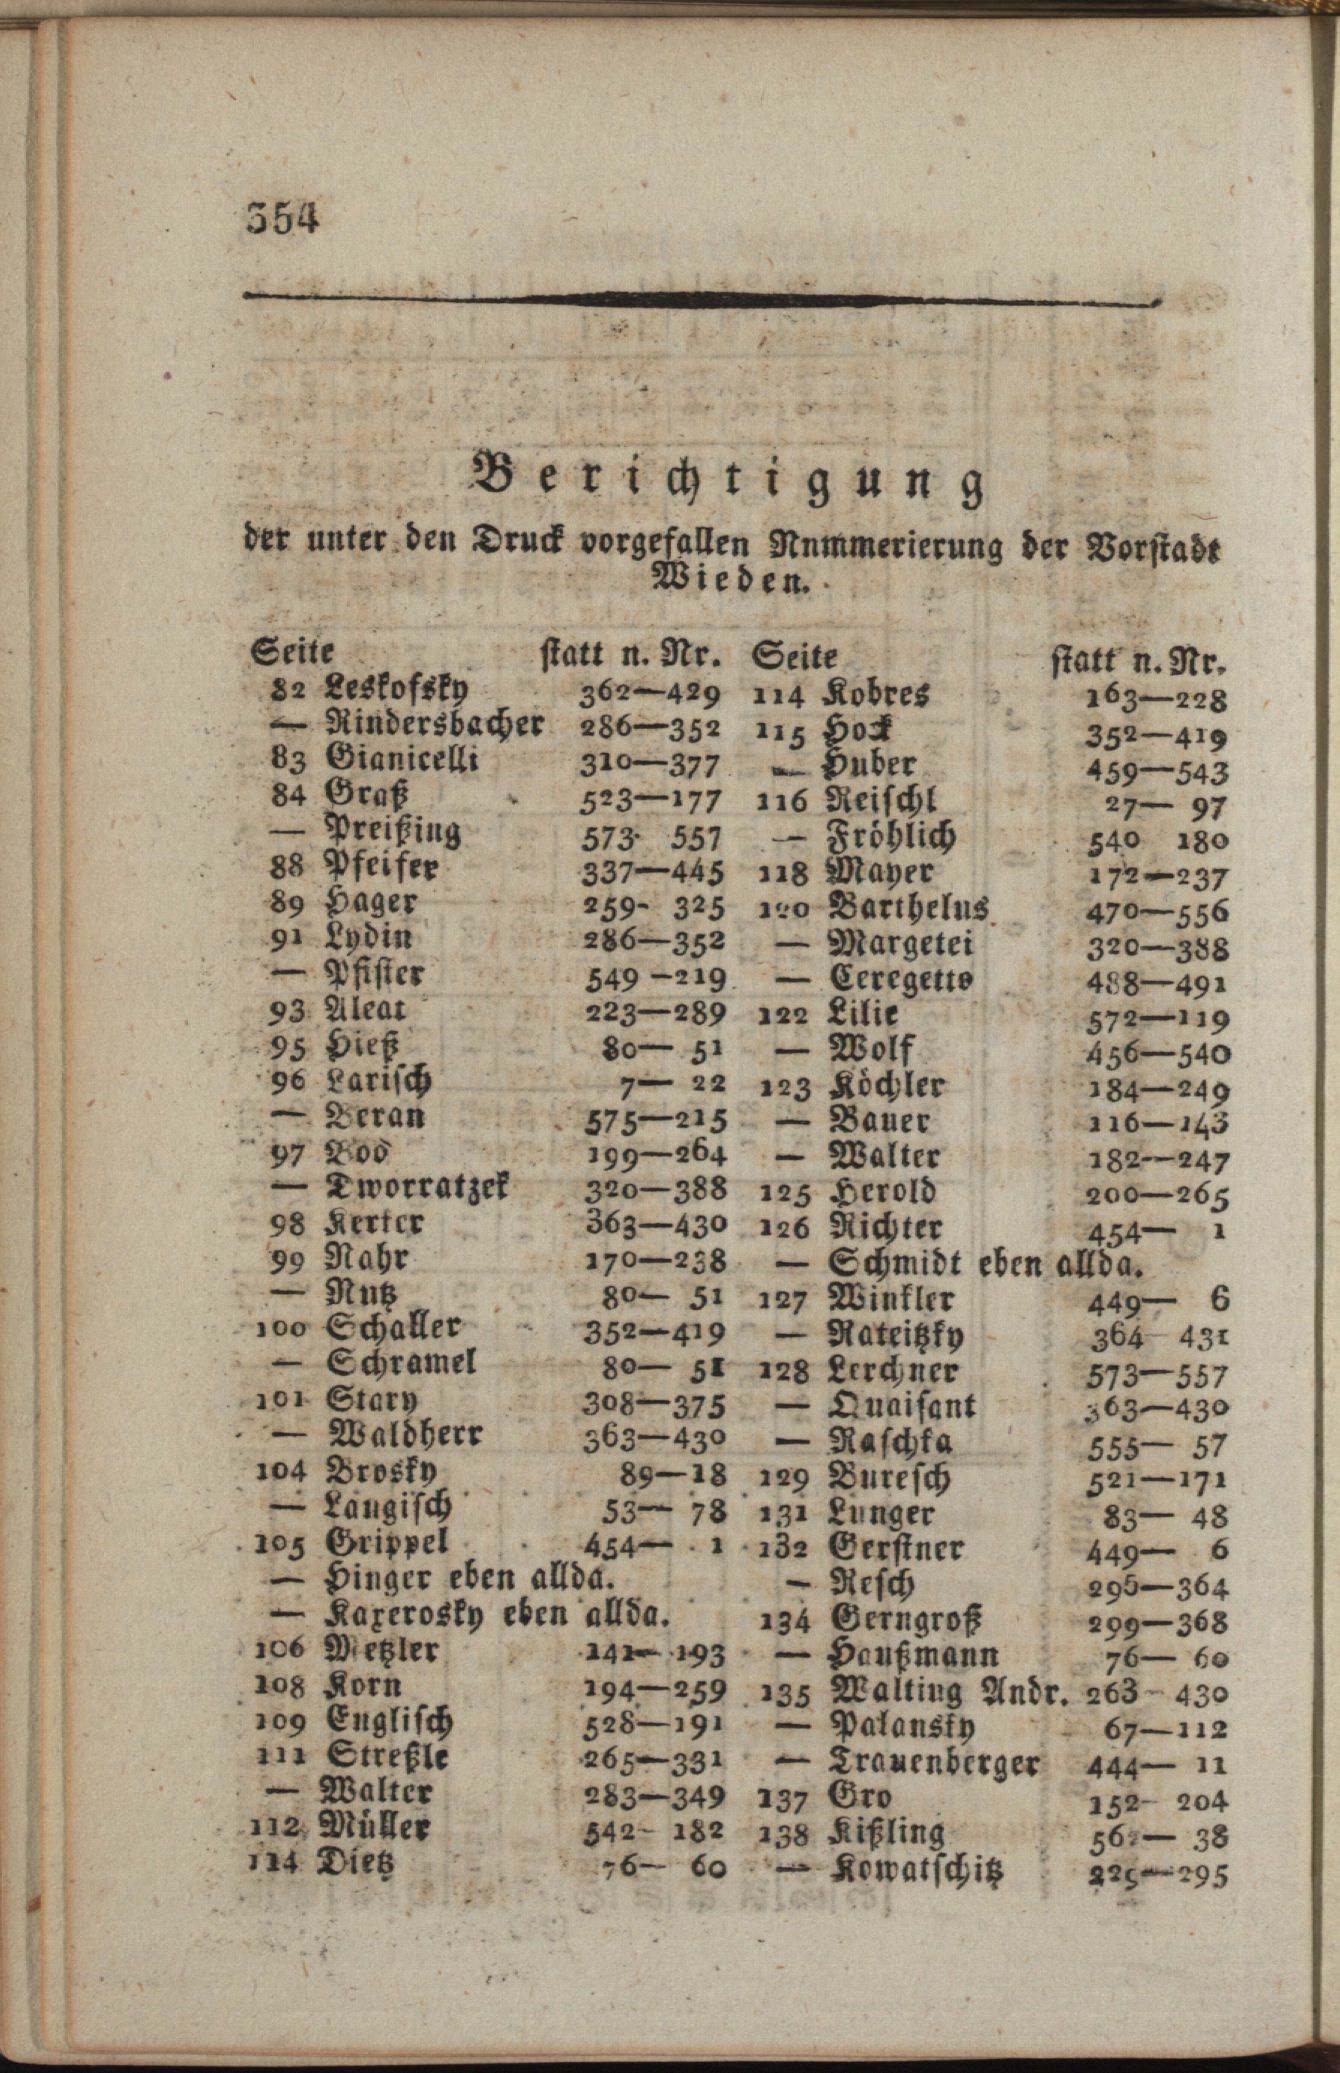 354
Berichtigung
der unter den Druck vorgefallen Nnmmerierung der Vorstadt
Wieden.
Seite statt n. Nr.
82 Leskofsky 362—429
— Rindersbacher 286—352
83 Gianicelli 310—377
84 Graß 523—177
— Preißing 573- 557
88 Pfeifer 337—445
89 Hager 259- 325
91 Lydin 286—352
— Pfister 549—219
93 Aleat 223—289
95 Hieß 80— 51
96 Larisch 7— 22
— Beran 575—215
97 Bod 199—264
— Tworratzek 320—388
98 Kerter 363—430
99 Nahr 170—238
— Nutz 80— 51
100 Schaller 352—419
— Schramel 80— 51
101 Stary 308—375
— Waldherr 363—430
104 Brosky 89—18
— Laugisch 53— 78
105 Grippel 454— 1
— Hinger eben allda.
— Kaxerosky eben allda.
106 Metzler 141— 193
108 Korn 194—259
109 Englisch 528—191
111 Streßle 265—331
— Walter 283—349
112 Müller 542- 182
114 Dietz 76— 60
Seite statt n. Nr.
114 Kobres 163—228
115 Hock 352—419
— Huber 459—543
116 Reischl 27— 97
— Fröhlich 540 180
118 Mayer 172—237
120 Barthelus 470—556
— Margetei 320—388
— Ceregetts 488—491
122 Lilie 572—119
— Wolf 456—540
123 Köchler 184—249
— Bauer 116—143
— Walter 182—247
125 Herold 200—265
126 Richter 454— 1
— Schmidt eben allda.
127 Winkler 449— 6
— Rateitzky 364 431
128 Lerchner 573—557
— Quaisant 363—430
— Raschka 555— 57
129 Buresch 521—171
131 Lunger 83— 48
132 Gerstner 449— 6
— Resch 295—364
134 Gerngroß 299—368
— Haußmann 76— 60
135 Walting Andr. 263- 430
— Palansky 67—112
— Trauenberger 444— 11
137 Gro 152- 204
138 Kißling — 38
— Kowatschitz 229—295